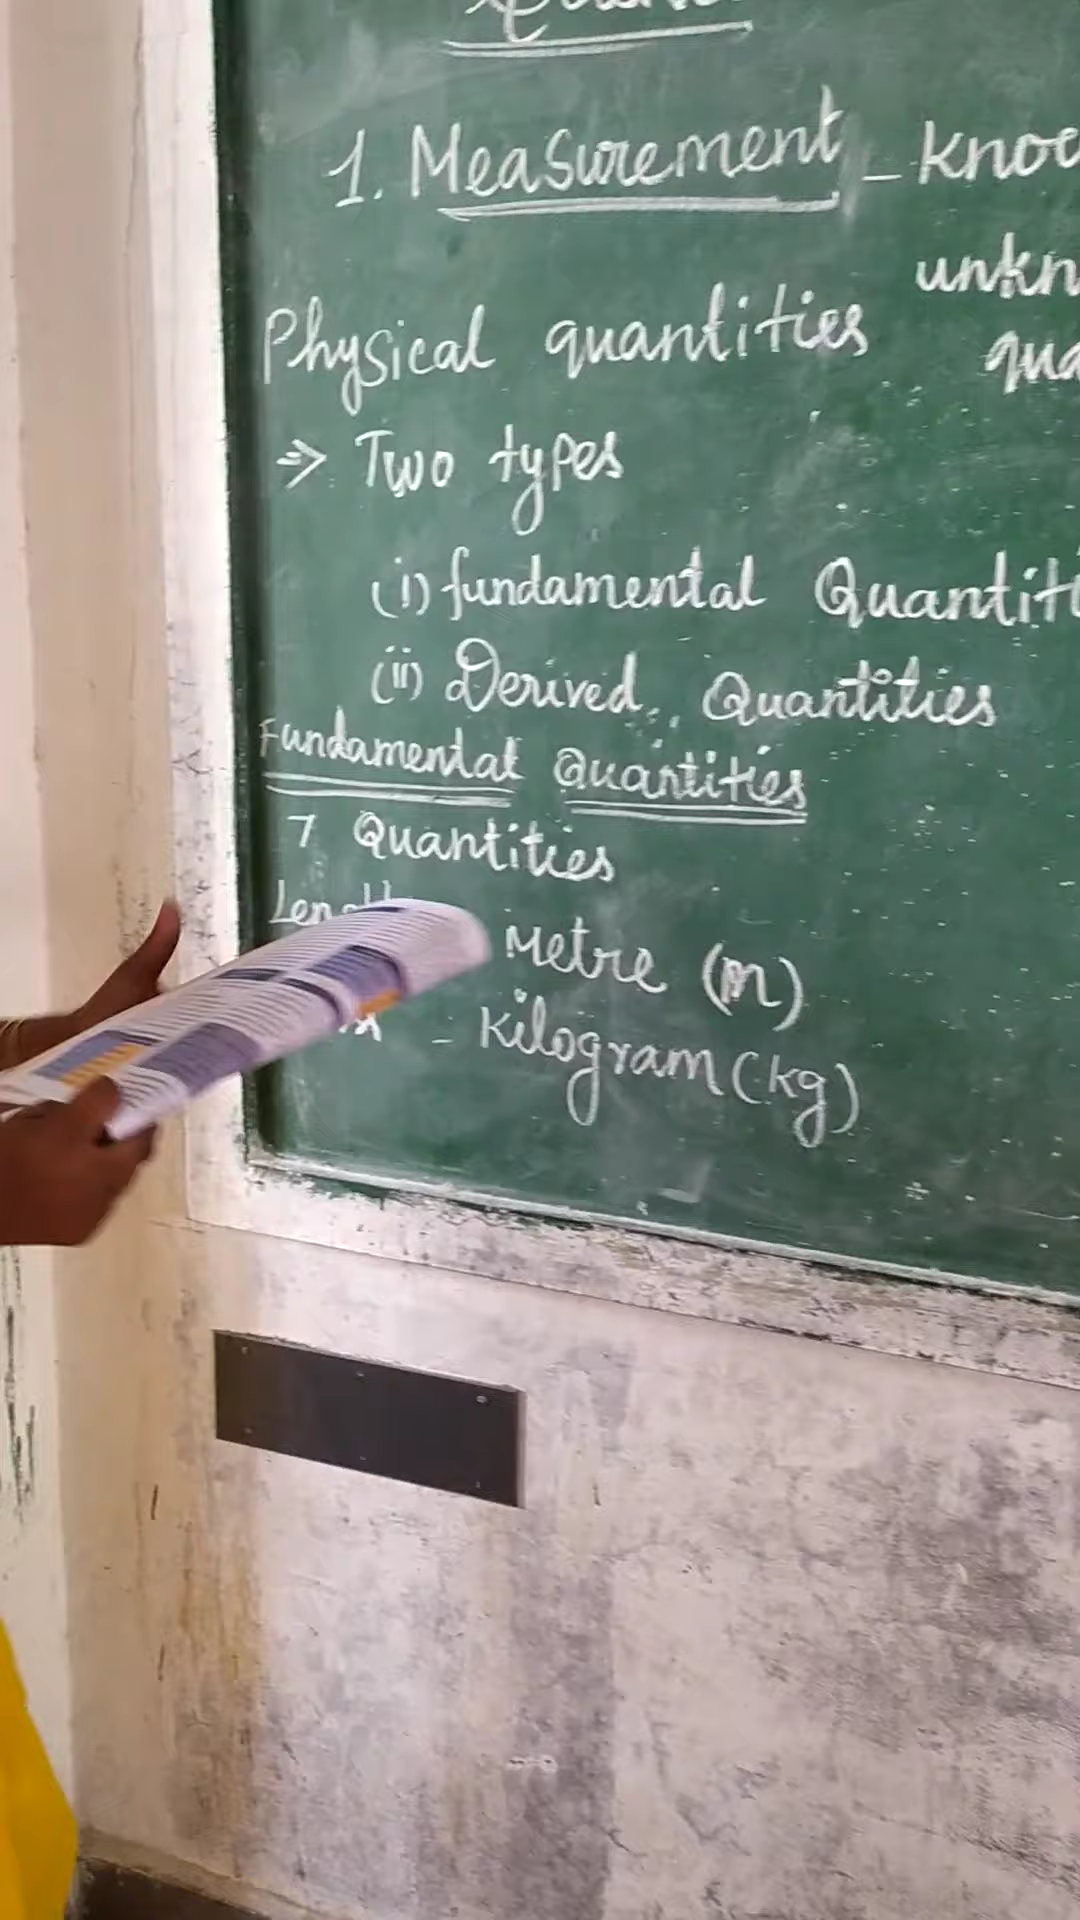 1. Measurement -
Physical quantities
⇒ Two types
(i) fundamental
(ii) Derived Quantities
Fundamental Quantities
7 Quantities
Metre (m)
- Kilogram (kg)